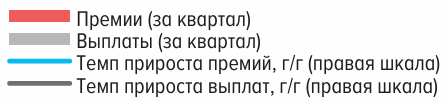 Премии (за квартал)
Выплаты (за квартал)
Темп прироста премий, г/г (правая шкала)
Темп прироста выплат, г/г (правая шкала)